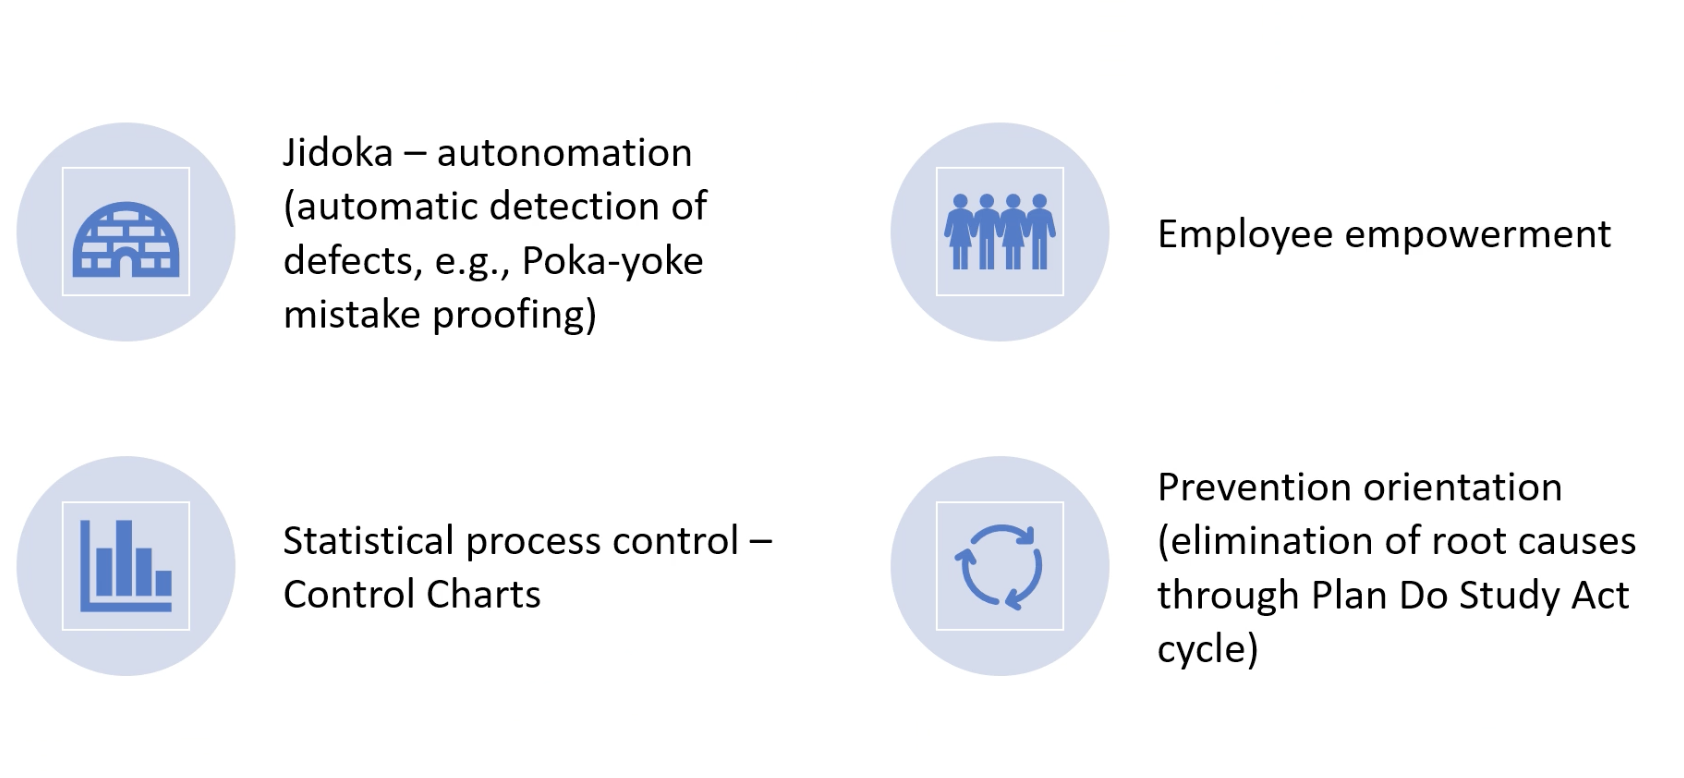 Jidoka – autonomation
(automatic detection of
defects, e.g., Poka-yoke
mistake proofing)
Employee empowerment
Statistical process control –
Control Charts
Prevention orientation
(elimination of root causes
through Plan Do Study Act
cycle)